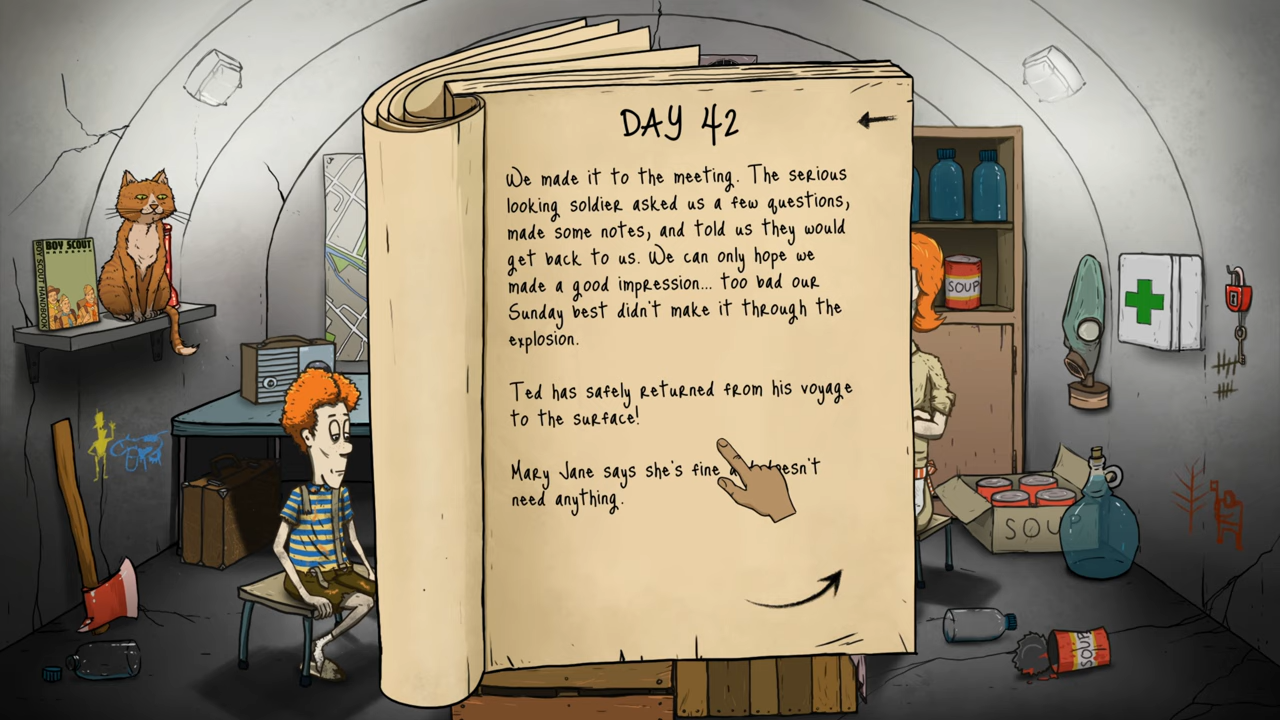 DAY 42
We made it to the meeting. The serious
looking soldier asked us a few questions,
made some notes, and told us they would
get back to us. We can only hope we
made a good impression... too bad our
Sunday best didn't make it through the
explosion.
Ted has safely returned from his voyage
to the surface!
Mary Jane says she's fine
need anything.
BOY SCOUT
BOY SCOUT HANDBOOK
SOUP
SOUP
SOUP